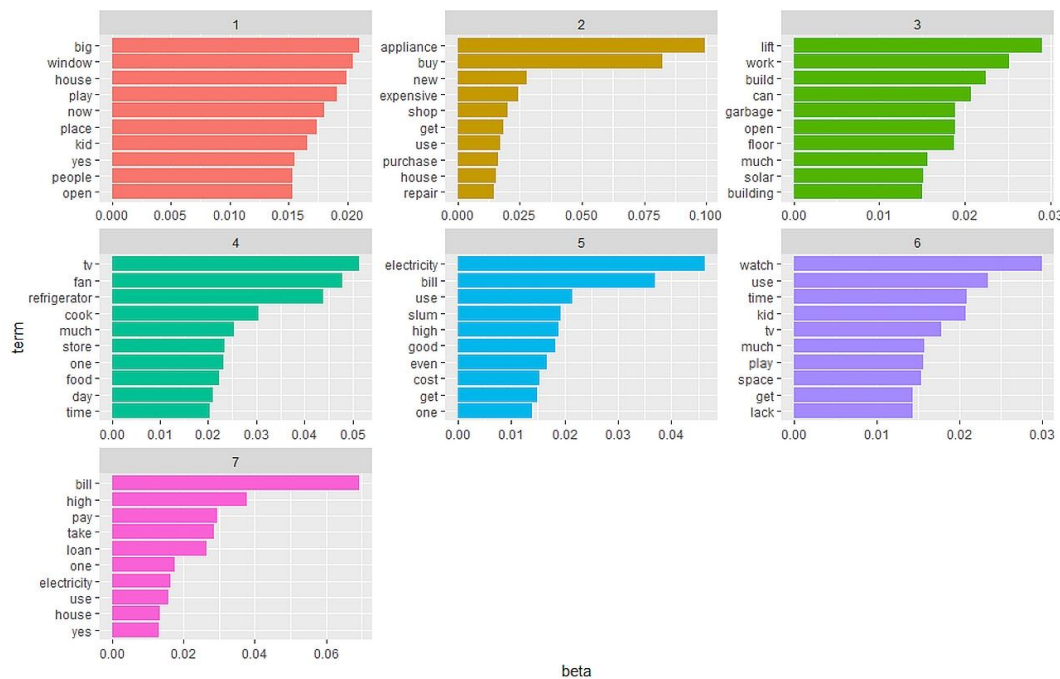 1
big
window
house
play
now
place
kid
yes
people
open
0.000 0.005 0.010 0.015 0.020
2
appliance
buy
new
expensive
shop
get
use
purchase
house
repair
0.000 0.025 0.050 0.075 0.100
3
lift
work
build
can
garbage
open
floor
much
solar
building
0.00 0.01 0.02 0.03
4
tv
fan
refrigerator
cook
much
store
one
food
day
time
0.00 0.01 0.02 0.03 0.04 0.05
5
electricity
bill
use
slum
high
good
even
cost
get
one
0.00 0.01 0.02 0.03 0.04
6
watch
use
time
kid
tv
much
play
space
get
lack
0.00 0.01 0.02 0.03
7
bill
high
pay
take
loan
one
electricity
use
house
yes
0.00 0.02 0.04 0.06
term
beta